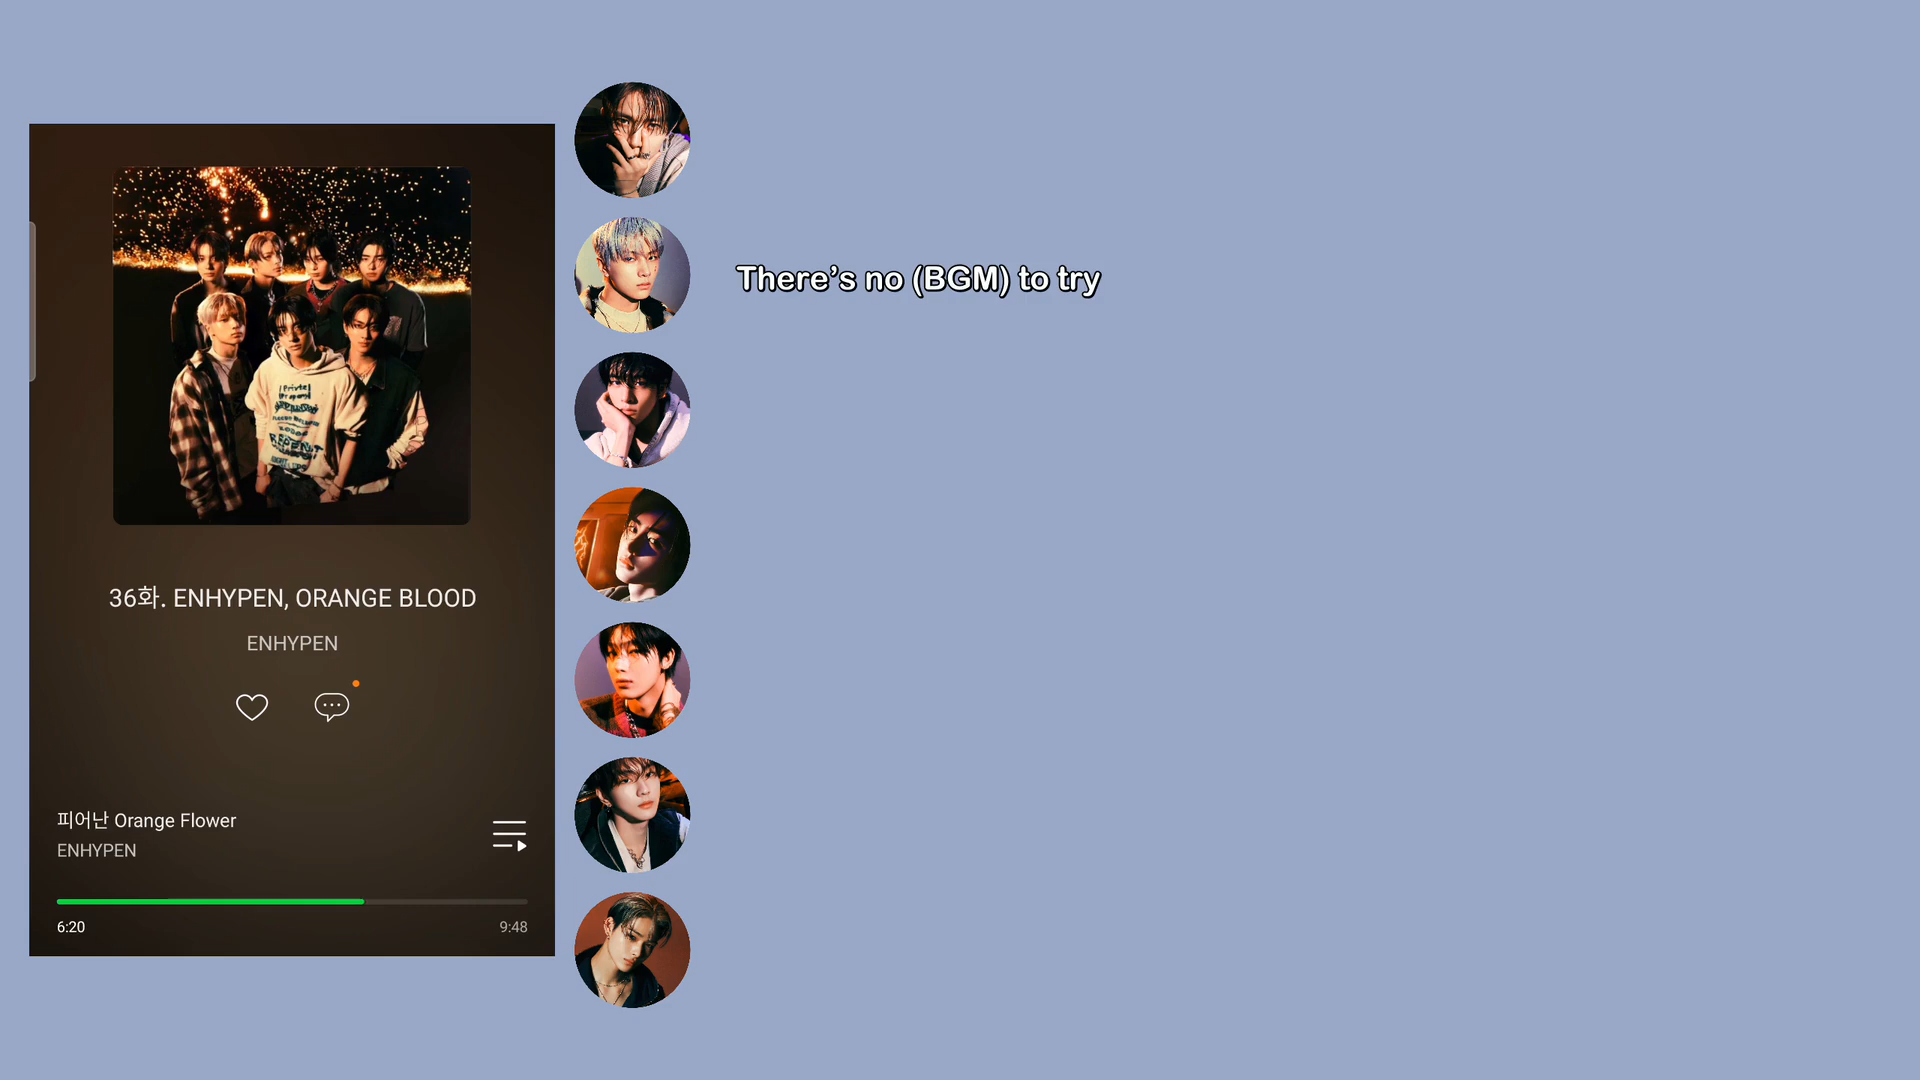 There's no (BGM) to try
36화. ENHYPEN, ORANGE BLOOD
ENHYPEN
피어난 Orange Flower
ENHYPEN
6:20
9:48